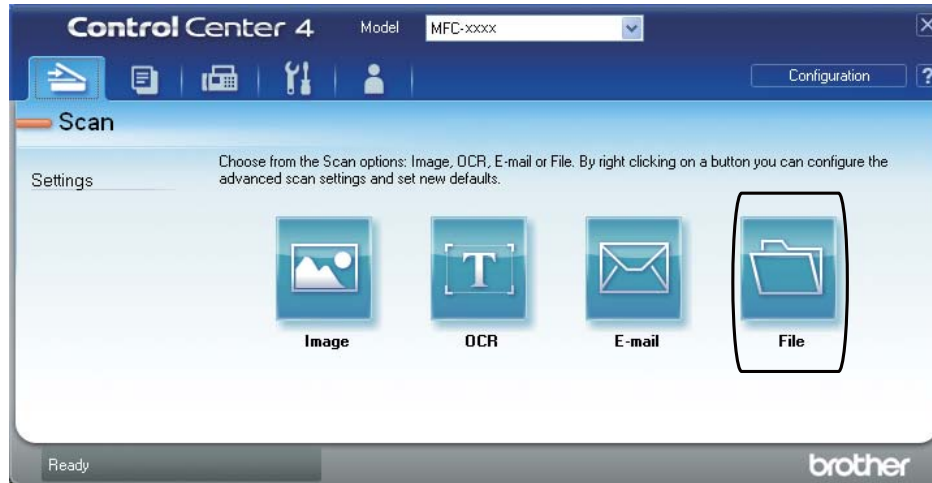 Control Center 4 Model MFC-xxxx
Configuration ?
Scan
Settings
Choose from the Scan options: Image, OCR, E-mail or File. By right clicking on a button you can configure the
advanced scan settings and set new defaults.
T
Image OCR E-mail File
Ready brother